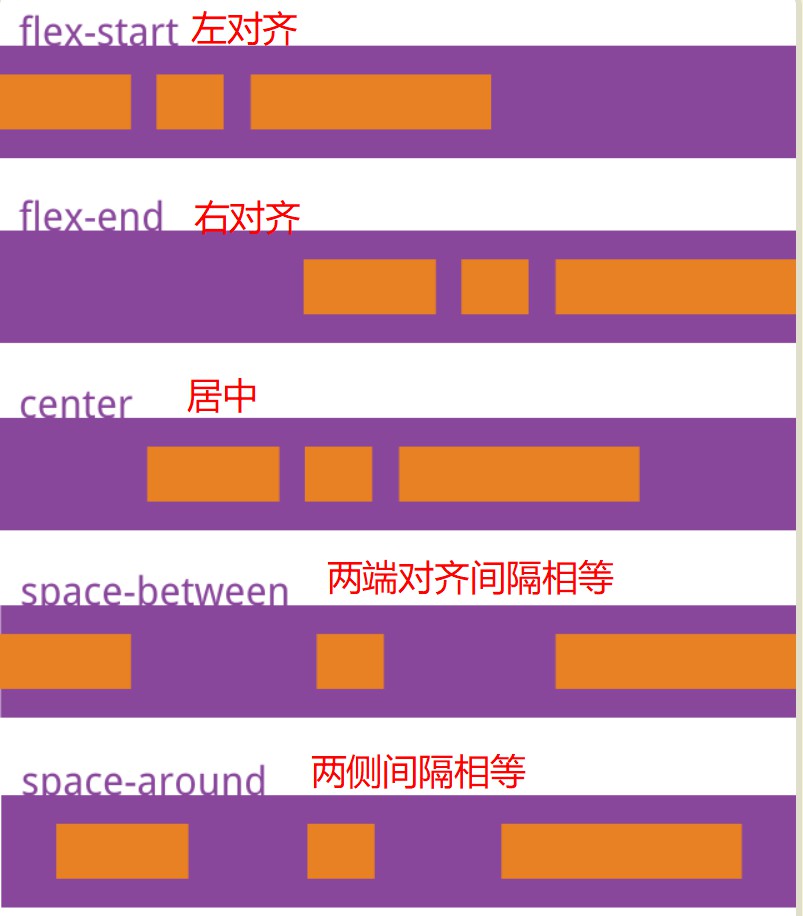 flex-start 左对齐
flex-end 右对齐
center 居中
space-between 两端对齐间隔相等
space-around 两侧间隔相等